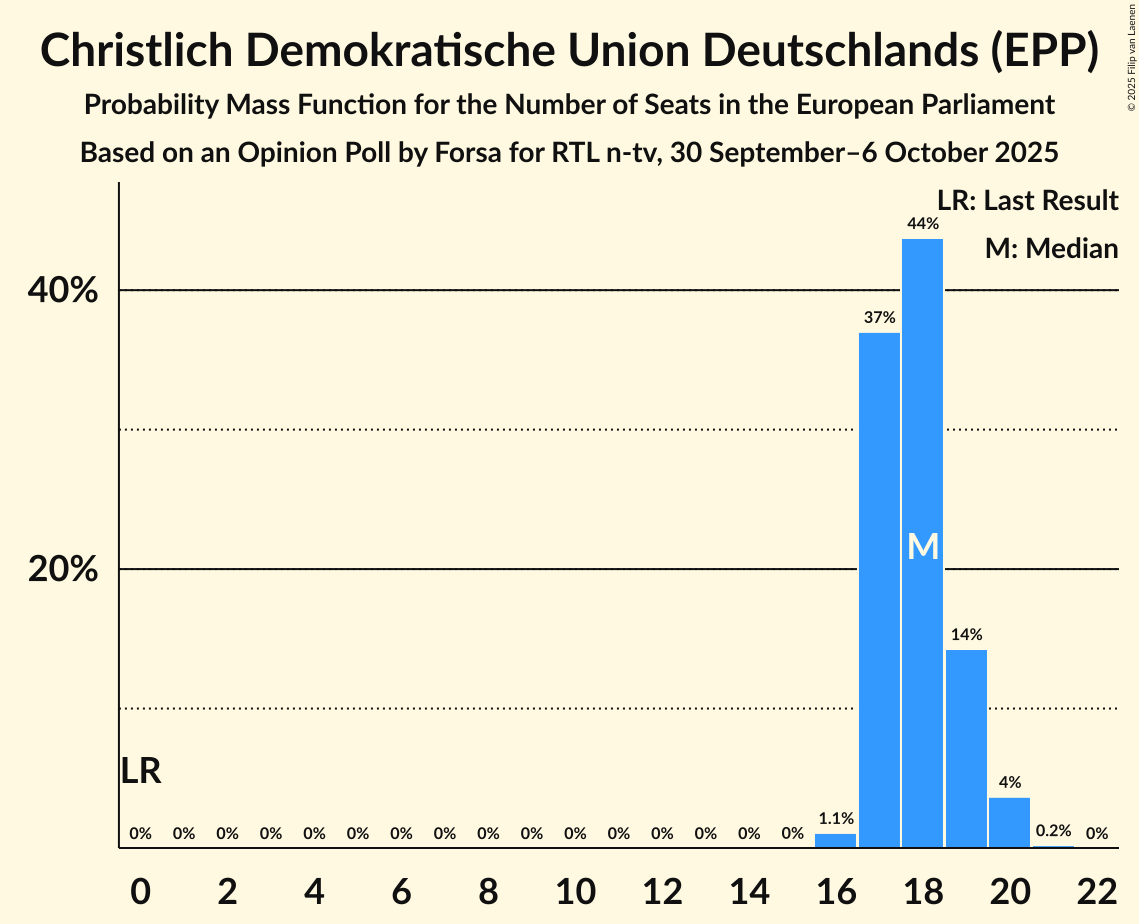 Christlich Demokratische Union Deutschlands (EPP)
Probability Mass Function for the Number of Seats in the European Parliament
Based on an Opinion Poll by Forsa for RTL n-tv, 30 September–6 October 2025
© 2025 Filip van Laenen
LR: Last Result
M: Median
40%
20%
44%
37%
M
14%
LR
4%
1.1%
0.2%
0% 0% 0% 0% 0% 0% 0% 0% 0% 0% 0% 0% 0% 0% 0% 0% 0%
0 2 4 6 8 10 12 14 16 18 20 22